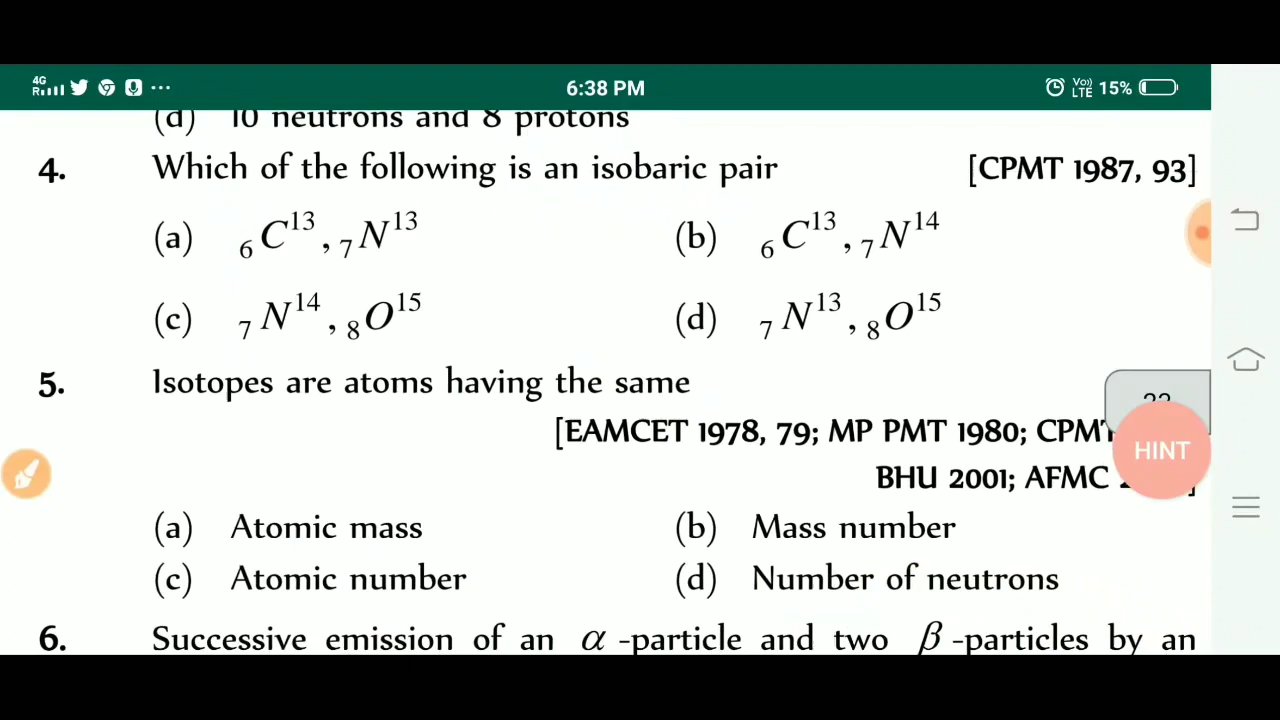 4G
R
6:38 PM
Vo)) LTE 15%
(d) 10 neutrons and 8 protons
4. Which of the following is an isobaric pair [CPMT 1987, 93]
(a) ₆C¹³, ₇N¹³ (b) ₆C¹³, ₇N¹⁴
(c) ₇N¹⁴, ₈O¹⁵ (d) ₇N¹³, ₈O¹⁵
5. Isotopes are atoms having the same
[EAMCET 1978, 79; MP PMT 1980; CPMT
HINT
BHU 2001; AFMC
(a) Atomic mass (b) Mass number
(c) Atomic number (d) Number of neutrons
6. Successive emission of an α -particle and two β -particles by an